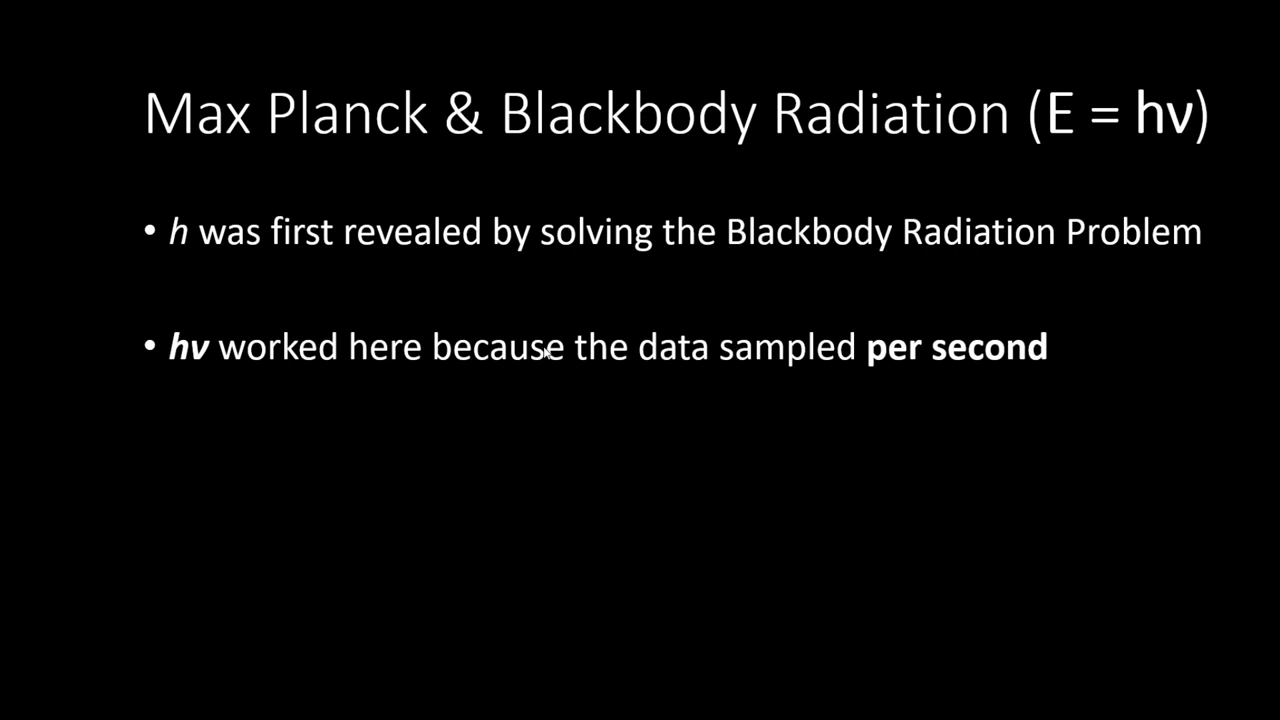 Max Planck & Blackbody Radiation (E = hν)
• h was first revealed by solving the Blackbody Radiation Problem
• hν worked here because the data sampled per second